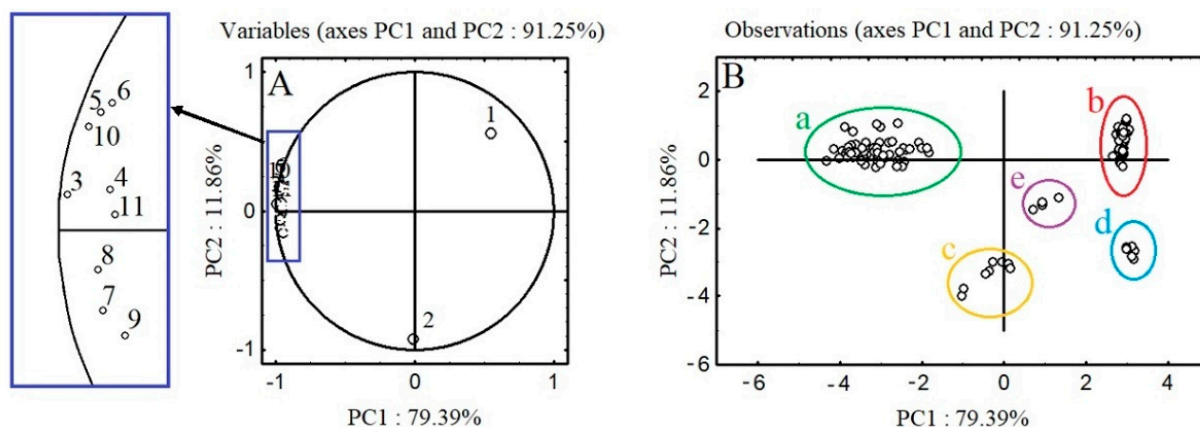 Variables (axes PC1 and PC2 : 91.25%)
A
1
0
-1
-1
0
1
1
2
10
PC2 : 11.86%
PC1 : 79.39%
5
6
10
3
4
11
8
7
9
Observations (axes PC1 and PC2 : 91.25%)
B
2
0
-2
-4
-6
-6
-4
-2
0
2
4
a
b
e
d
c
PC2 : 11.86%
PC1 : 79.39%